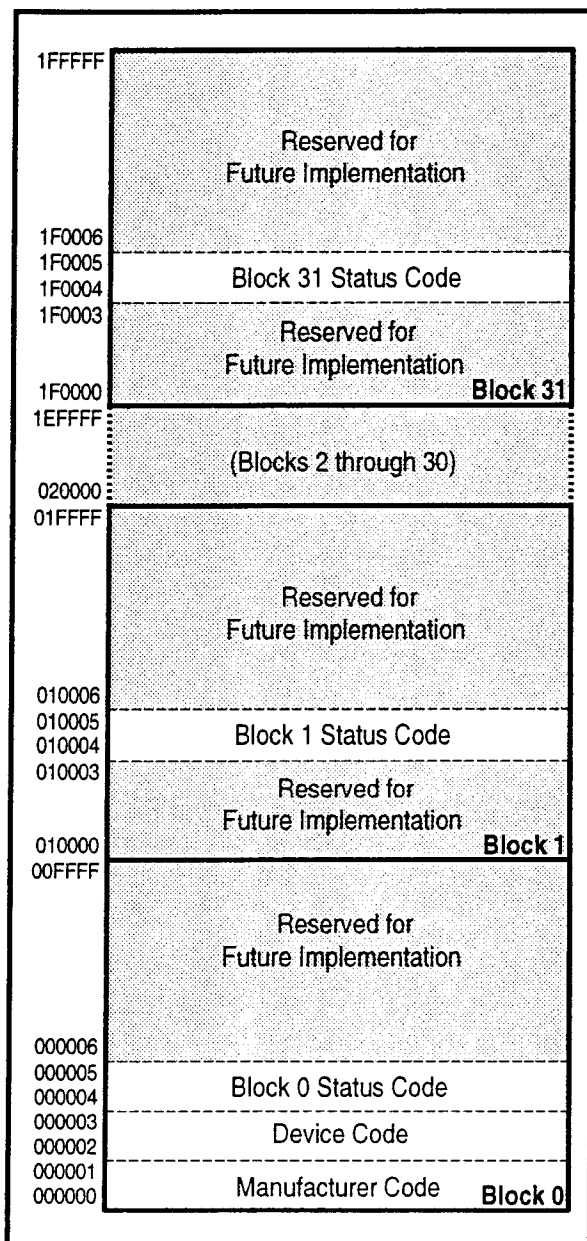 1FFFFF
Reserved for
Future Implementation
1F0006
1F0005
1F0004
Block 31 Status Code
1F0003
Reserved for
Future Implementation
1F0000
Block 31
1EFFFF
(Blocks 2 through 30)
020000
01FFFF
Reserved for
Future Implementation
010006
010005
010004
Block 1 Status Code
010003
Reserved for
Future Implementation
010000
Block 1
00FFFF
Reserved for
Future Implementation
000006
000005
000004
Block 0 Status Code
000003
000002
Device Code
000001
000000
Manufacturer Code
Block 0